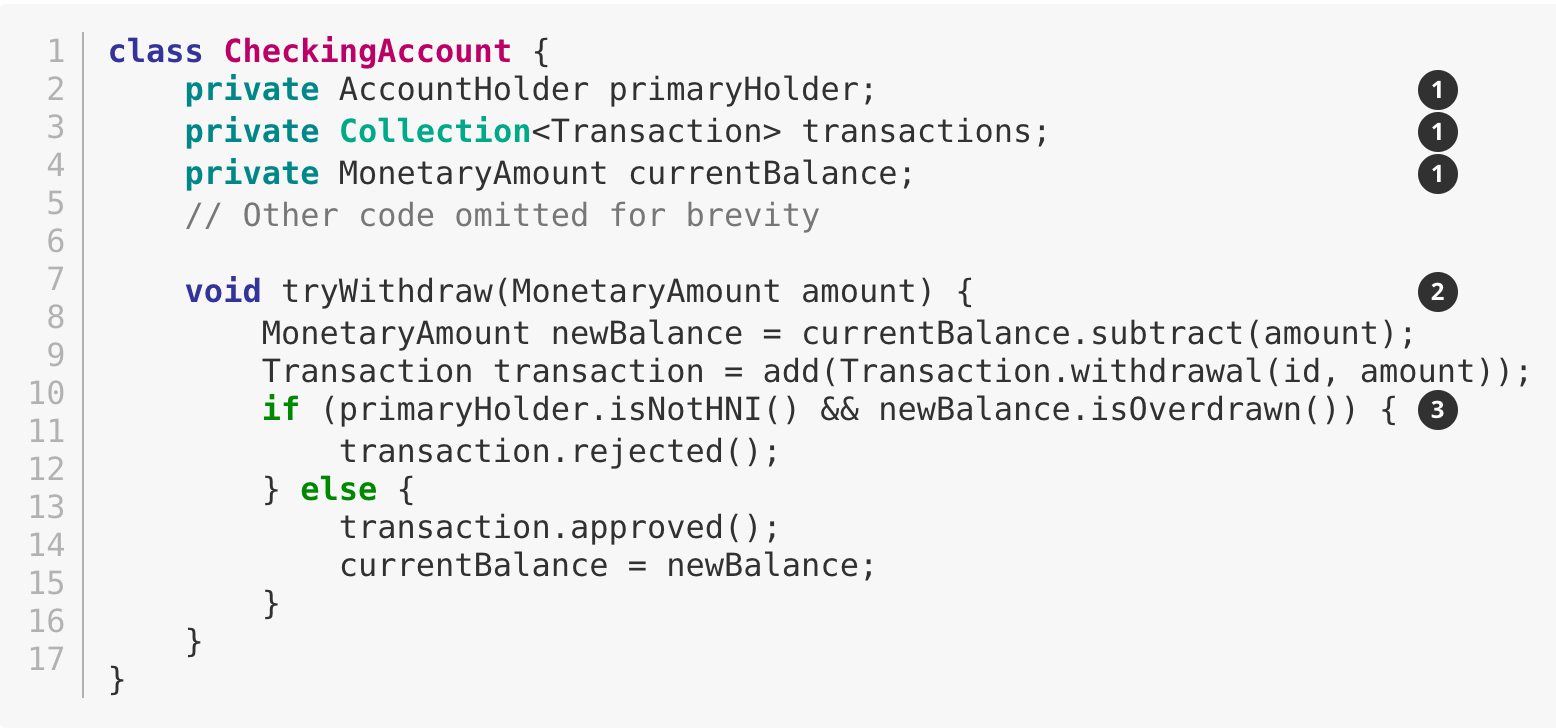 1 class CheckingAccount {
2 private AccountHolder primaryHolder; 1
3 private Collection<Transaction> transactions; 1
4 private MonetaryAmount currentBalance; 1
5 // Other code omitted for brevity
6
7 void tryWithdraw(MonetaryAmount amount) { 2
8 MonetaryAmount newBalance = currentBalance.subtract(amount);
9 Transaction transaction = add(Transaction.withdrawal(id, amount));
10 if (primaryHolder.isNotHNI() && newBalance.isOverdrawn()) { 3
11 transaction.rejected();
12 } else {
13 transaction.approved();
14 currentBalance = newBalance;
15 }
16 }
17 }